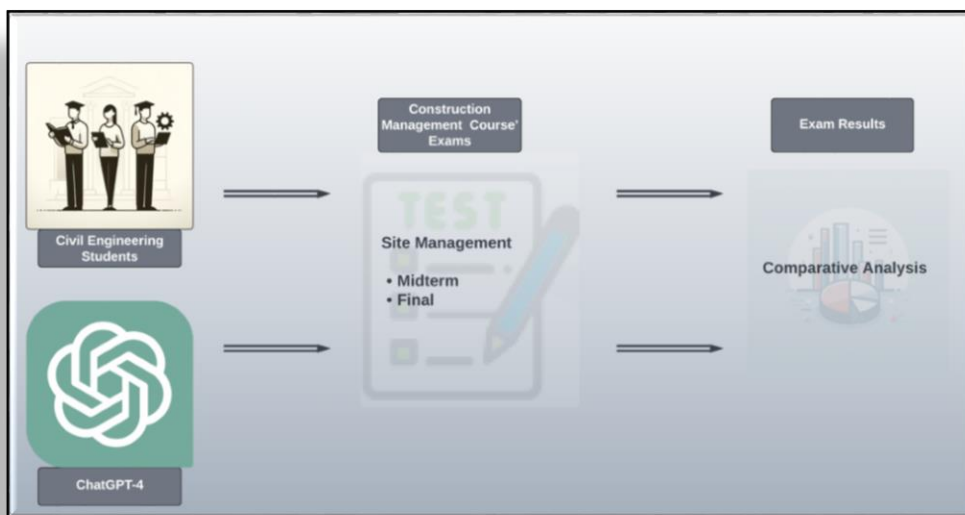 Civil Engineering
Students
ChatGPT-4
Construction
Management Course'
Exams
TEST
Site Management
• Midterm
• Final
Exam Results
Comparative Analysis